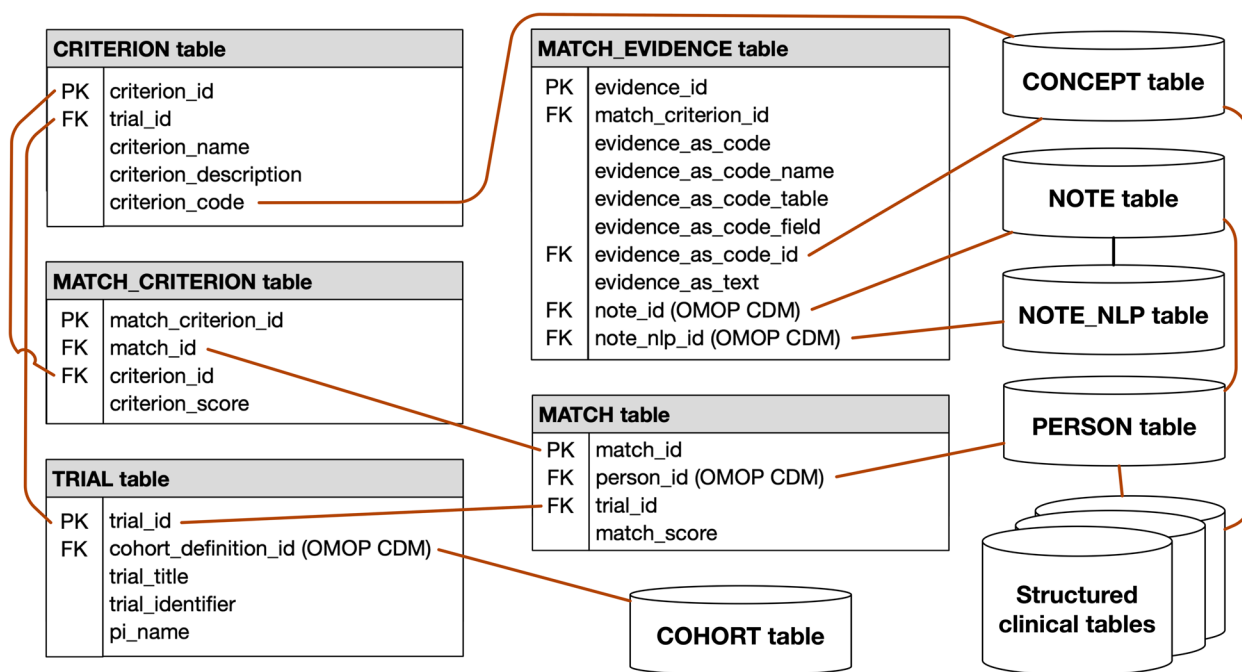 CRITERION table
PK criterion_id
FK trial_id
criterion_name
criterion_description
criterion_code
MATCH_CRITERION table
PK match_criterion_id
FK match_id
FK criterion_id
criterion_score
TRIAL table
PK trial_id
FK cohort_definition_id (OMOP CDM)
trial_title
trial_identifier
pi_name
MATCH_EVIDENCE table
PK evidence_id
FK match_criterion_id
evidence_as_code
evidence_as_code_name
evidence_as_code_table
evidence_as_code_field
FK evidence_as_code_id
evidence_as_text
FK note_id (OMOP CDM)
FK note_nlp_id (OMOP CDM)
MATCH table
PK match_id
FK person_id (OMOP CDM)
FK trial_id
match_score
COHORT table
CONCEPT table
NOTE table
NOTE_NLP table
PERSON table
Structured
clinical tables